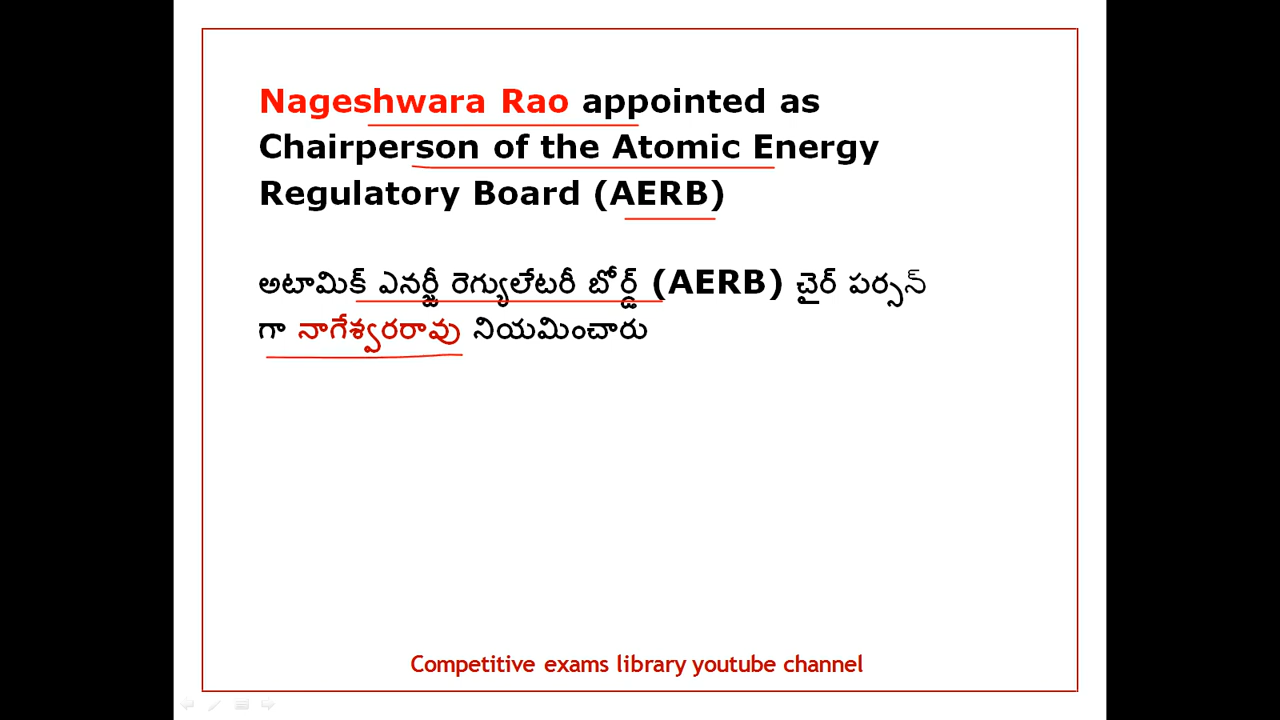 Nageshwara Rao appointed as
Chairperson of the Atomic Energy
Regulatory Board (AERB)
అటామిక్ ఎనర్జీ రెగ్యులేటరీ బోర్డ్ (AERB) చైర్ పర్సన్
గా నాగేశ్వరరావు నియమించారు
Competitive exams library youtube channel